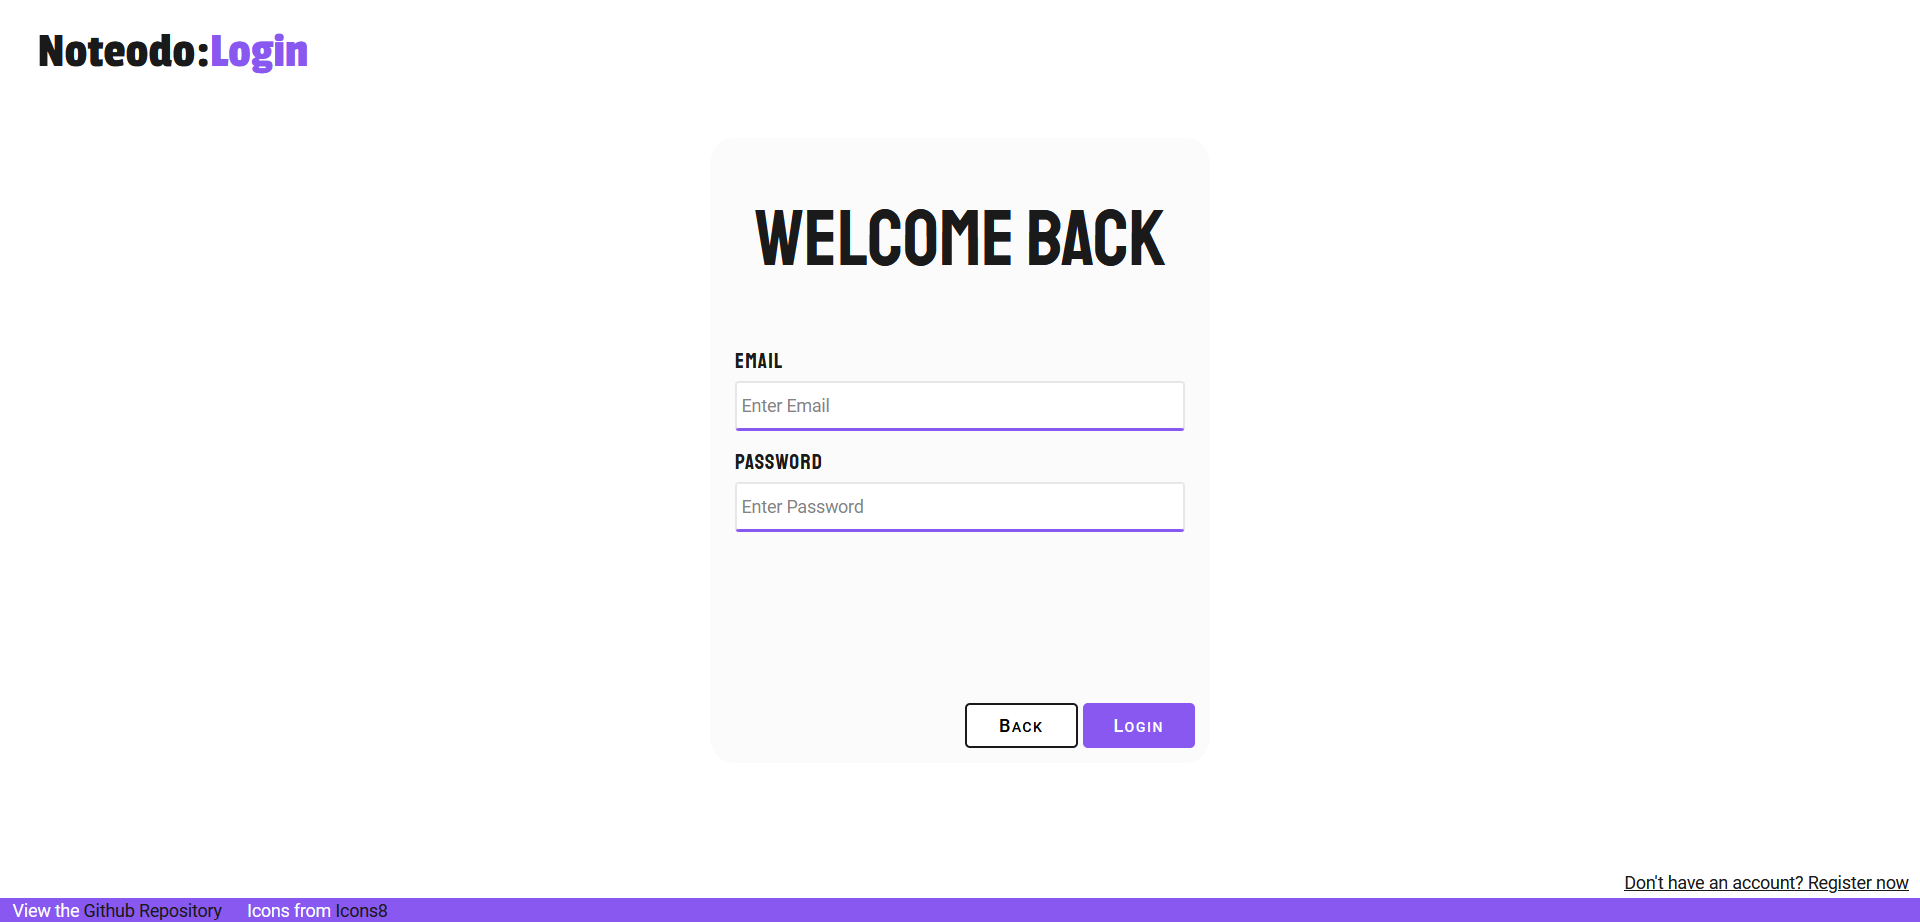 Noteodo:Login
WELCOME BACK
EMAIL
Enter Email
PASSWORD
Enter Password
Back Login
Don't have an account? Register now
View the Github Repository Icons from Icons8